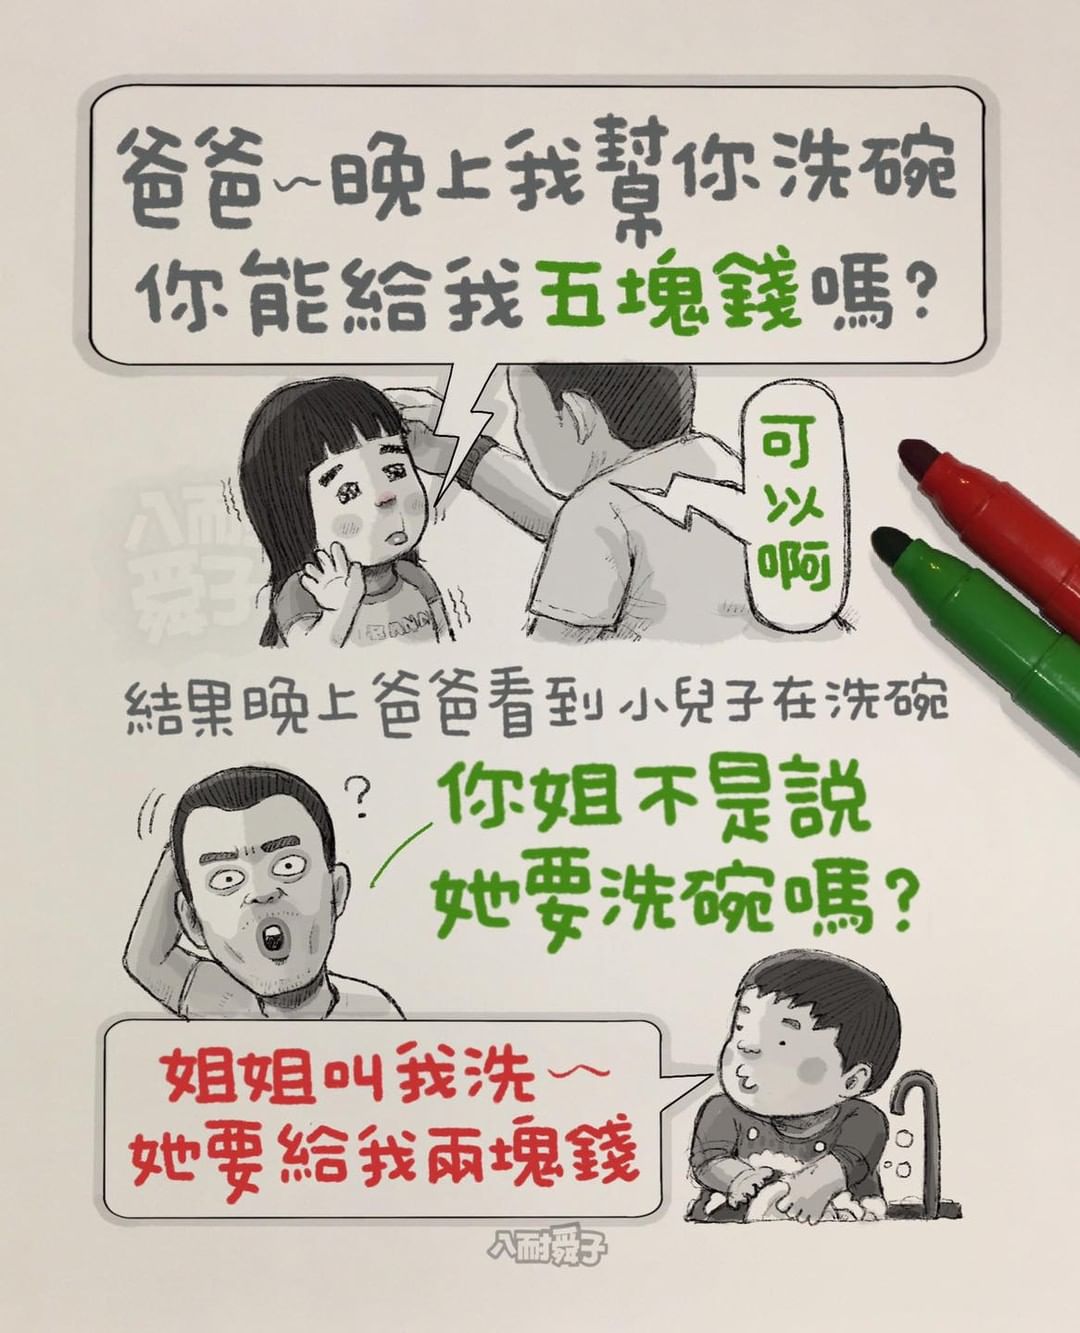 爸爸～晚上我幫你洗碗
你能給我五塊錢嗎?
可以啊
結果晚上爸爸看到小兒子在洗碗
?
你姐不是說
她要洗碗嗎?
姐姐叫我洗～
她要給我兩塊錢
八耐舜子
八耐舜子